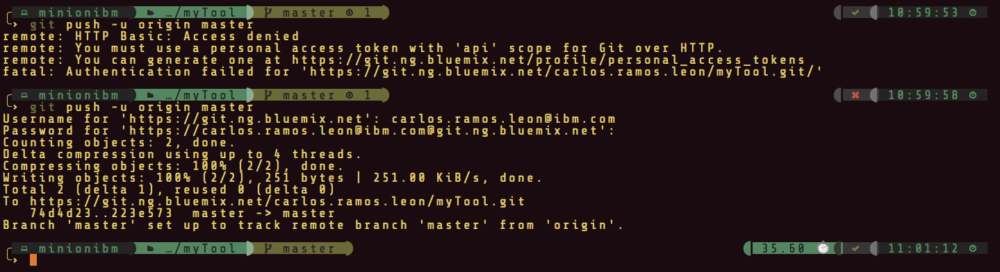 minionibm …/myTool master 1 10:59:53
git push -u origin master
remote: HTTP Basic: Access denied
remote: You must use a personal access token with 'api' scope for Git over HTTP.
remote: You can generate one at https://git.ng.bluemix.net/profile/personal_access_tokens
fatal: Authentication failed for 'https://git.ng.bluemix.net/carlos.ramos.leon/myTool.git/'
minionibm …/myTool master 1 10:59:58
git push -u origin master
Username for 'https://git.ng.bluemix.net': carlos.ramos.leon@ibm.com
Password for 'https://carlos.ramos.leon@ibm.com@git.ng.bluemix.net':
Counting objects: 2, done.
Delta compression using up to 4 threads.
Compressing objects: 100% (2/2), done.
Writing objects: 100% (2/2), 251 bytes | 251.00 KiB/s, done.
Total 2 (delta 1), reused 0 (delta 0)
To https://git.ng.bluemix.net/carlos.ramos.leon/myTool.git
   74d4d23..223e573  master -> master
Branch 'master' set up to track remote branch 'master' from 'origin'.
minionibm …/myTool master 35.60 11:01:12